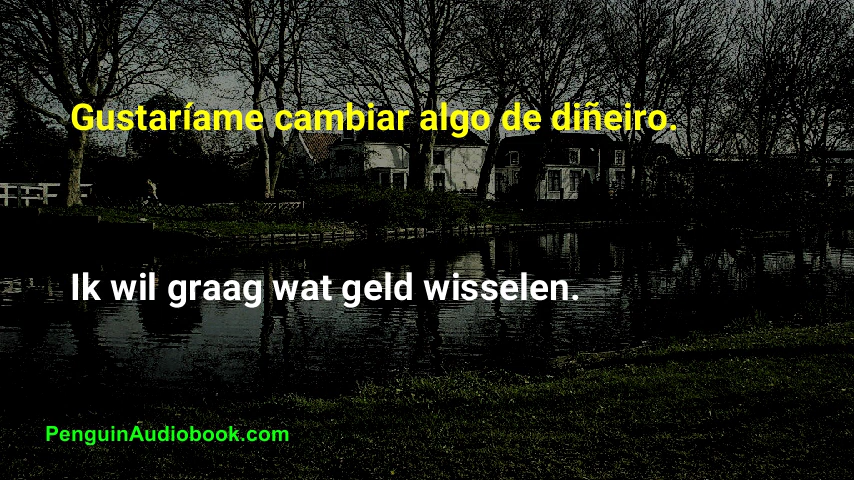 Gustaríame cambiar algo de diñeiro.
Ik wil graag wat geld wisselen.
PenguinAudiobook.com